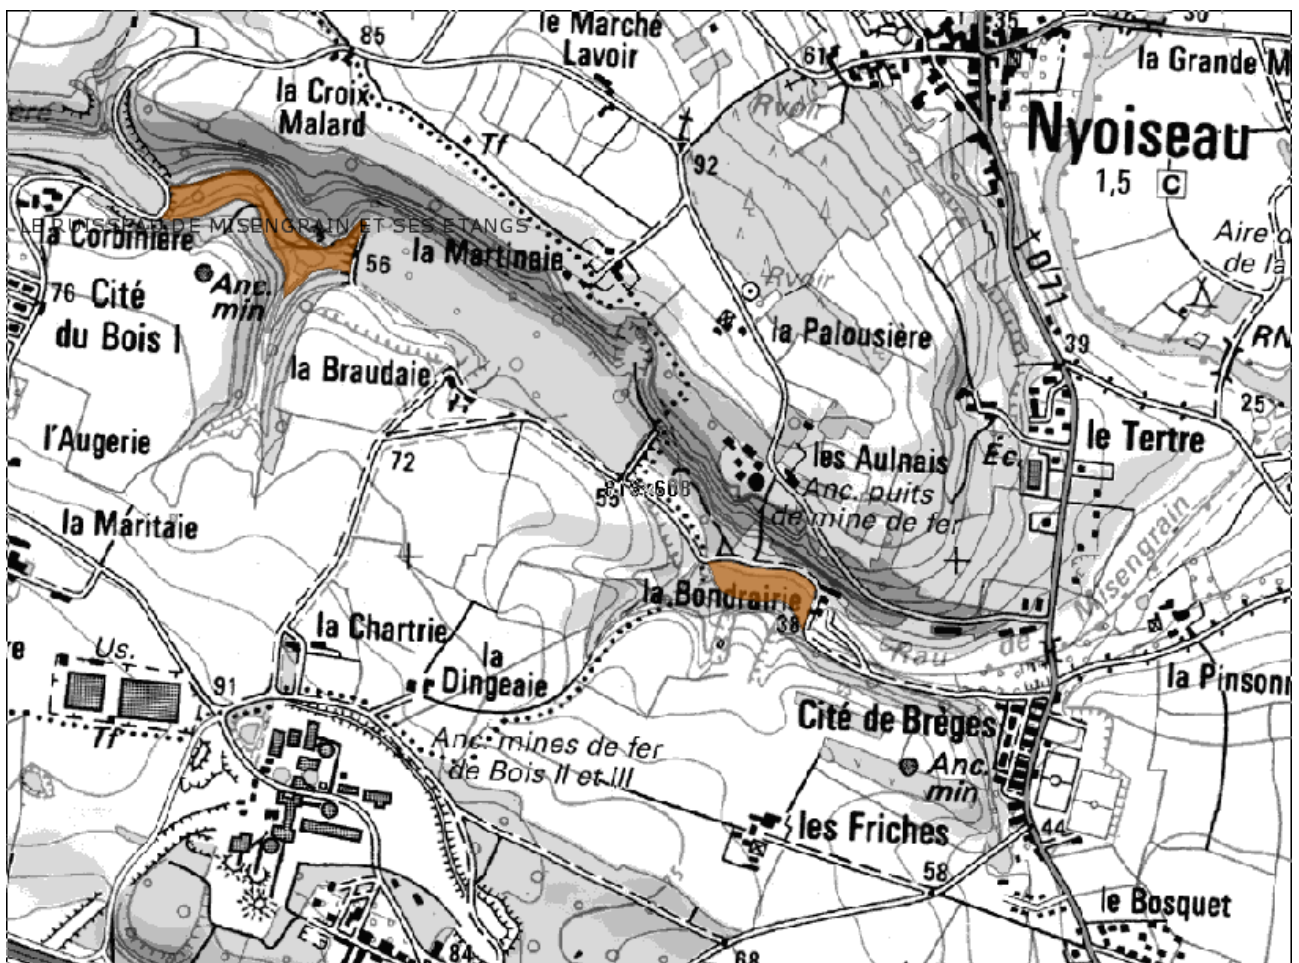 le Marché
Lavoir
85
61
35
30
la Grande M
la Croix
Malard
Rvoir
Tf
Nyoiseau
92
1,5
C
LE RUISSEAU DE MISENGRAIN ET SES ETANGS
la Corbinière
Aire d
de la
la Martinaie
56
Anc.
min
D 71
Rvoir
76
Cité
du Bois I
la Palousière
RN
39
la Braudaie
25
l'Augerie
72
le Tertre
les Aulnais
Éc.
Anc. puits
de mine de fer
55
la Máritaie
Misengrain
la Bondrairie
38
la Chartrie
Us.
Rau de
la
Dingeaie
la Pinsonn
91
Cité de Brèges
Tf
Anc. mines de fer
de Bois II et III
Anc.
min
les Friches
44
58
le Bosquet
84
68